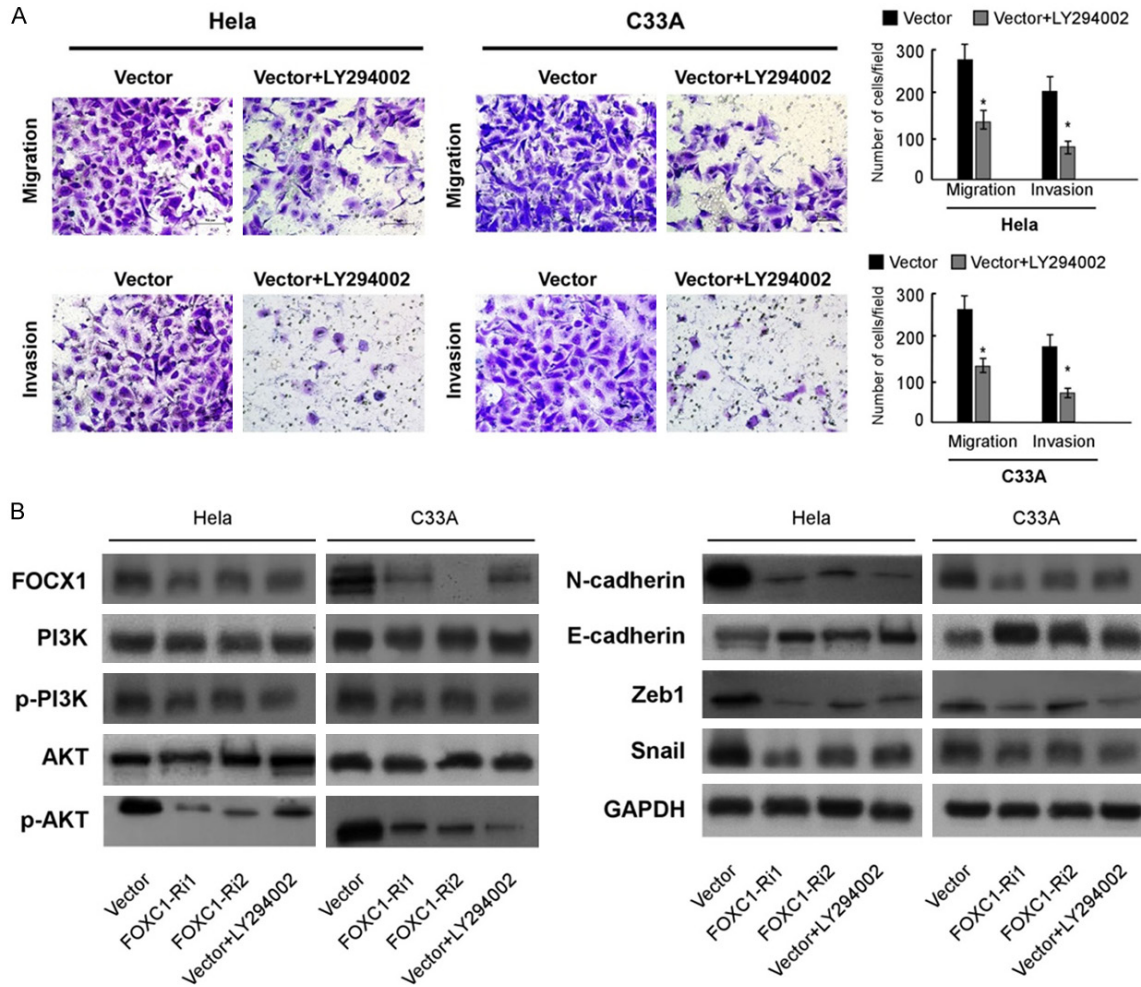 A
Hela
C33A
Vector
Vector+LY294002
Vector
Vector+LY294002
Migration
Migration
Vector
Vector+LY294002
Vector
Vector+LY294002
Invasion
Invasion
Vector
Vector+LY294002
Number of cells/field
300
200
100
0
Migration
Invasion
Hela
Vector
Vector+LY294002
Number of cells/field
300
200
100
0
Migration
Invasion
C33A
*
*
*
*
B
Hela
C33A
FOCX1
PI3K
p-PI3K
AKT
p-AKT
Vector
FOXC1-Ri1
FOXC1-Ri2
Vector+LY294002
Vector
FOXC1-Ri1
FOXC1-Ri2
Vector+LY294002
Hela
C33A
N-cadherin
E-cadherin
Zeb1
Snail
GAPDH
Vector
FOXC1-Ri1
FOXC1-Ri2
Vector+LY294002
Vector
FOXC1-Ri1
FOXC1-Ri2
Vector+LY294002